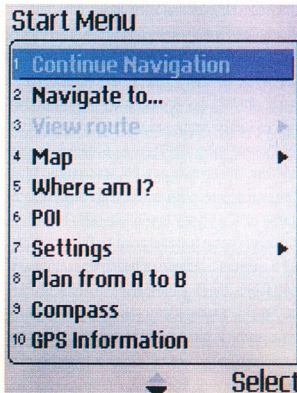 Start Menu
1 Continue Navigation
2 Navigate to...
3 View route
4 Map
5 Where am I?
6 POI
7 Settings
8 Plan from A to B
9 Compass
10 GPS Information
Select